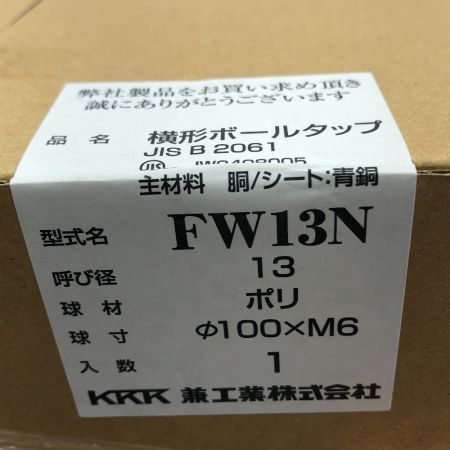 弊社製品をお買い求め頂き
誠にありがとうございます
品名 横形ボールタップ
JIS B 2061
JW0408005
主材料 胴/シート:青銅
型式名 FW13N
呼び径 13
球材 ポリ
球寸 Φ100×M6
入数 1
KKK 兼工業株式会社